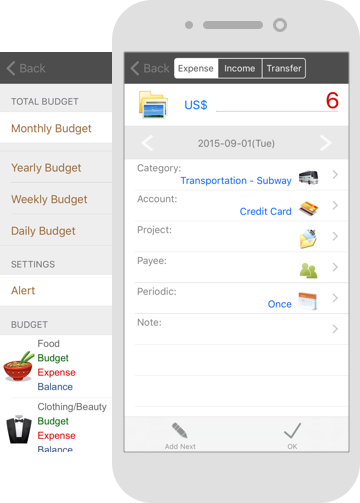 Back
TOTAL BUDGET
Monthly Budget
Yearly Budget
Weekly Budget
Daily Budget
SETTINGS
Alert
BUDGET
Food
Budget
Expense
Balance
Clothing/Beauty
Budget
Expense
Balance
Back Expense Income Transfer
US$ 6
2015-09-01(Tue)
Category:
Transportation - Subway
Account:
Credit Card
Project:
Payee:
Periodic:
Once
Note:
Add Next OK